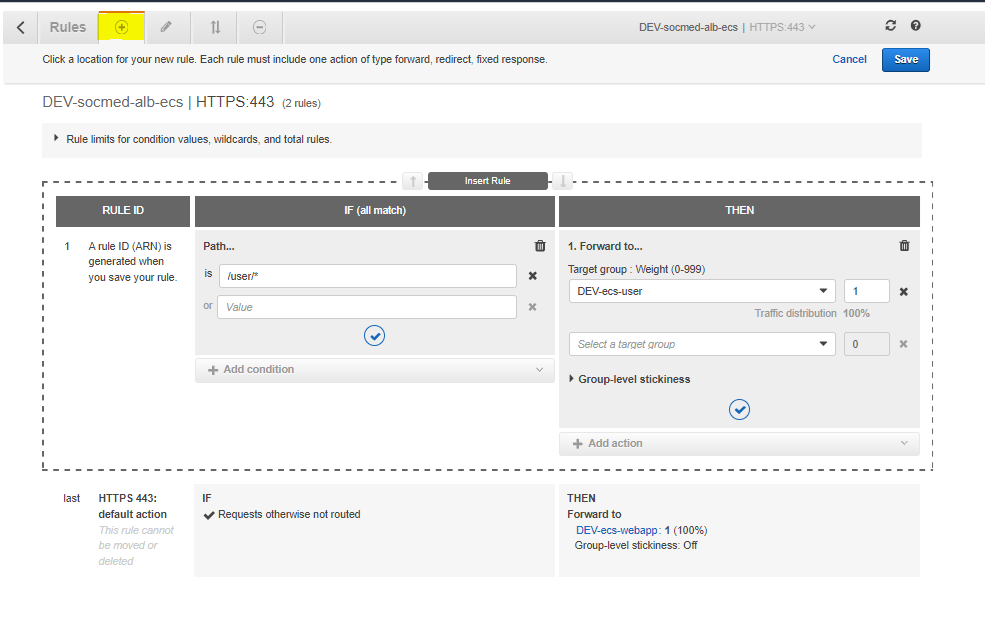 Rules
DEV-socmed-alb-ecs | HTTPS:443
Click a location for your new rule. Each rule must include one action of type forward, redirect, fixed response.
Cancel
Save
DEV-socmed-alb-ecs | HTTPS:443 (2 rules)
Rule limits for condition values, wildcards, and total rules.
Insert Rule
RULE ID
IF (all match)
THEN
1
A rule ID (ARN) is
generated when
you save your rule.
Path...
is
/user/*
or
Value
Add condition
1. Forward to...
Target group : Weight (0-999)
DEV-ecs-user
1
Traffic distribution 100%
Select a target group
0
Group-level stickiness
Add action
last
HTTPS 443:
default action
This rule cannot
be moved or
deleted
IF
Requests otherwise not routed
THEN
Forward to
DEV-ecs-webapp: 1 (100%)
Group-level stickiness: Off